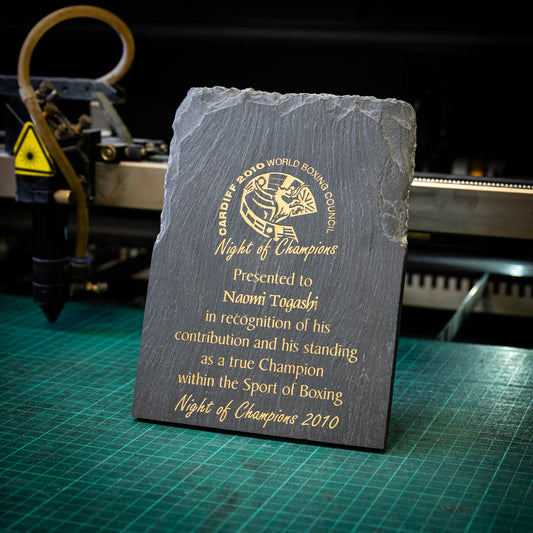 CARDIFF 2010 WORLD BOXING COUNCIL
Night of Champions
Presented to
Naomi Togashi
in recognition of his
contribution and his standing
as a true Champion
within the Sport of Boxing
Night of Champions 2010